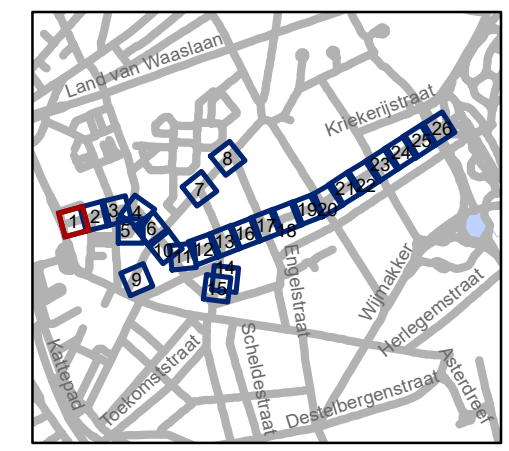 Land van Waaslaan
Kriekerijstraat
8
7
1
2
3
4
5
6
9
10
11
12
13
14
15
16
17
18
19
20
21
22
23
24
25
26
Engelstraat
Wijmakker
Herlegemstraat
Kattepad
Toekomststraat
Scheldestraat
Destelbergenstraat
Asterdreef